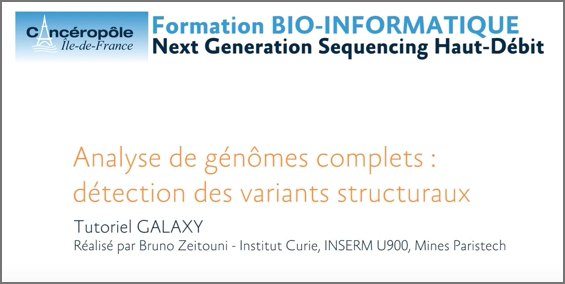 Cancéropôle
Île-de-France
Formation BIO-INFORMATIQUE
Next Generation Sequencing Haut-Débit
Analyse de génômes complets :
détection des variants structuraux
Tutoriel GALAXY
Réalisé par Bruno Zeitouni - Institut Curie, INSERM U900, Mines Paristech